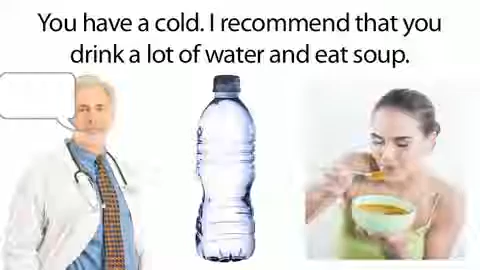 You have a cold. I recommend that you
drink a lot of water and eat soup.